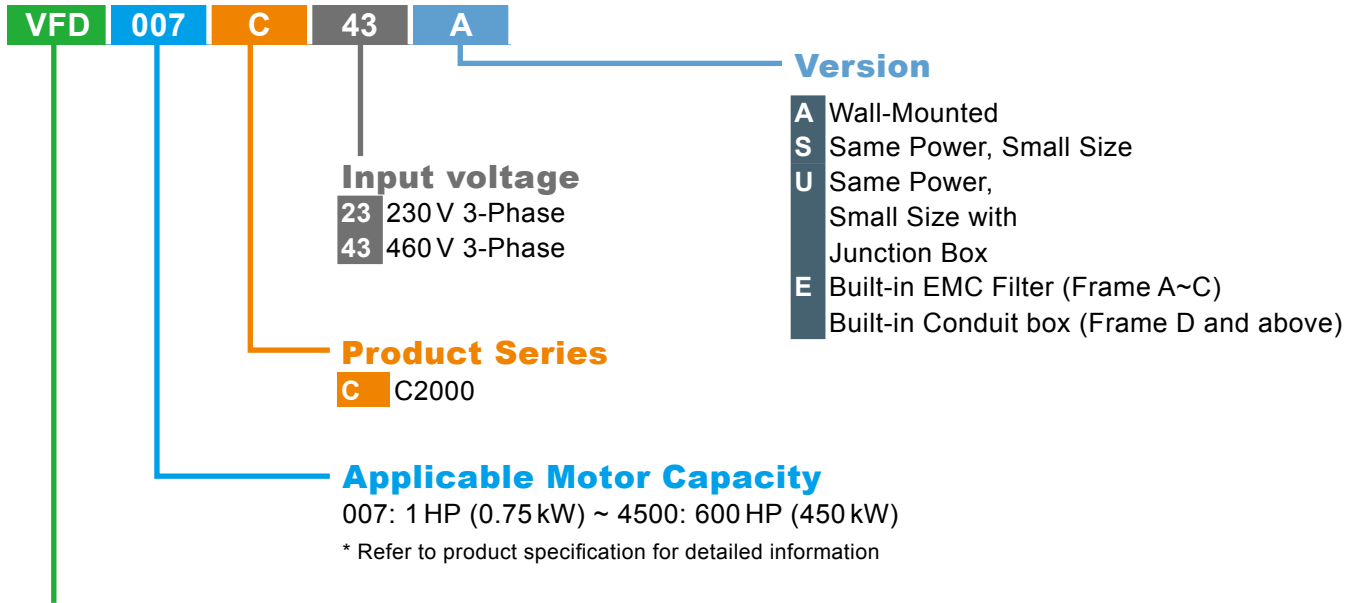 VFD 007 C 43 A
Version
A Wall-Mounted
S Same Power, Small Size
U Same Power,
Small Size with
Junction Box
E Built-in EMC Filter (Frame A~C)
Built-in Conduit box (Frame D and above)
Input voltage
23 230 V 3-Phase
43 460 V 3-Phase
Product Series
C C2000
Applicable Motor Capacity
007: 1 HP (0.75 kW) ~ 4500: 600 HP (450 kW)
* Refer to product specification for detailed information